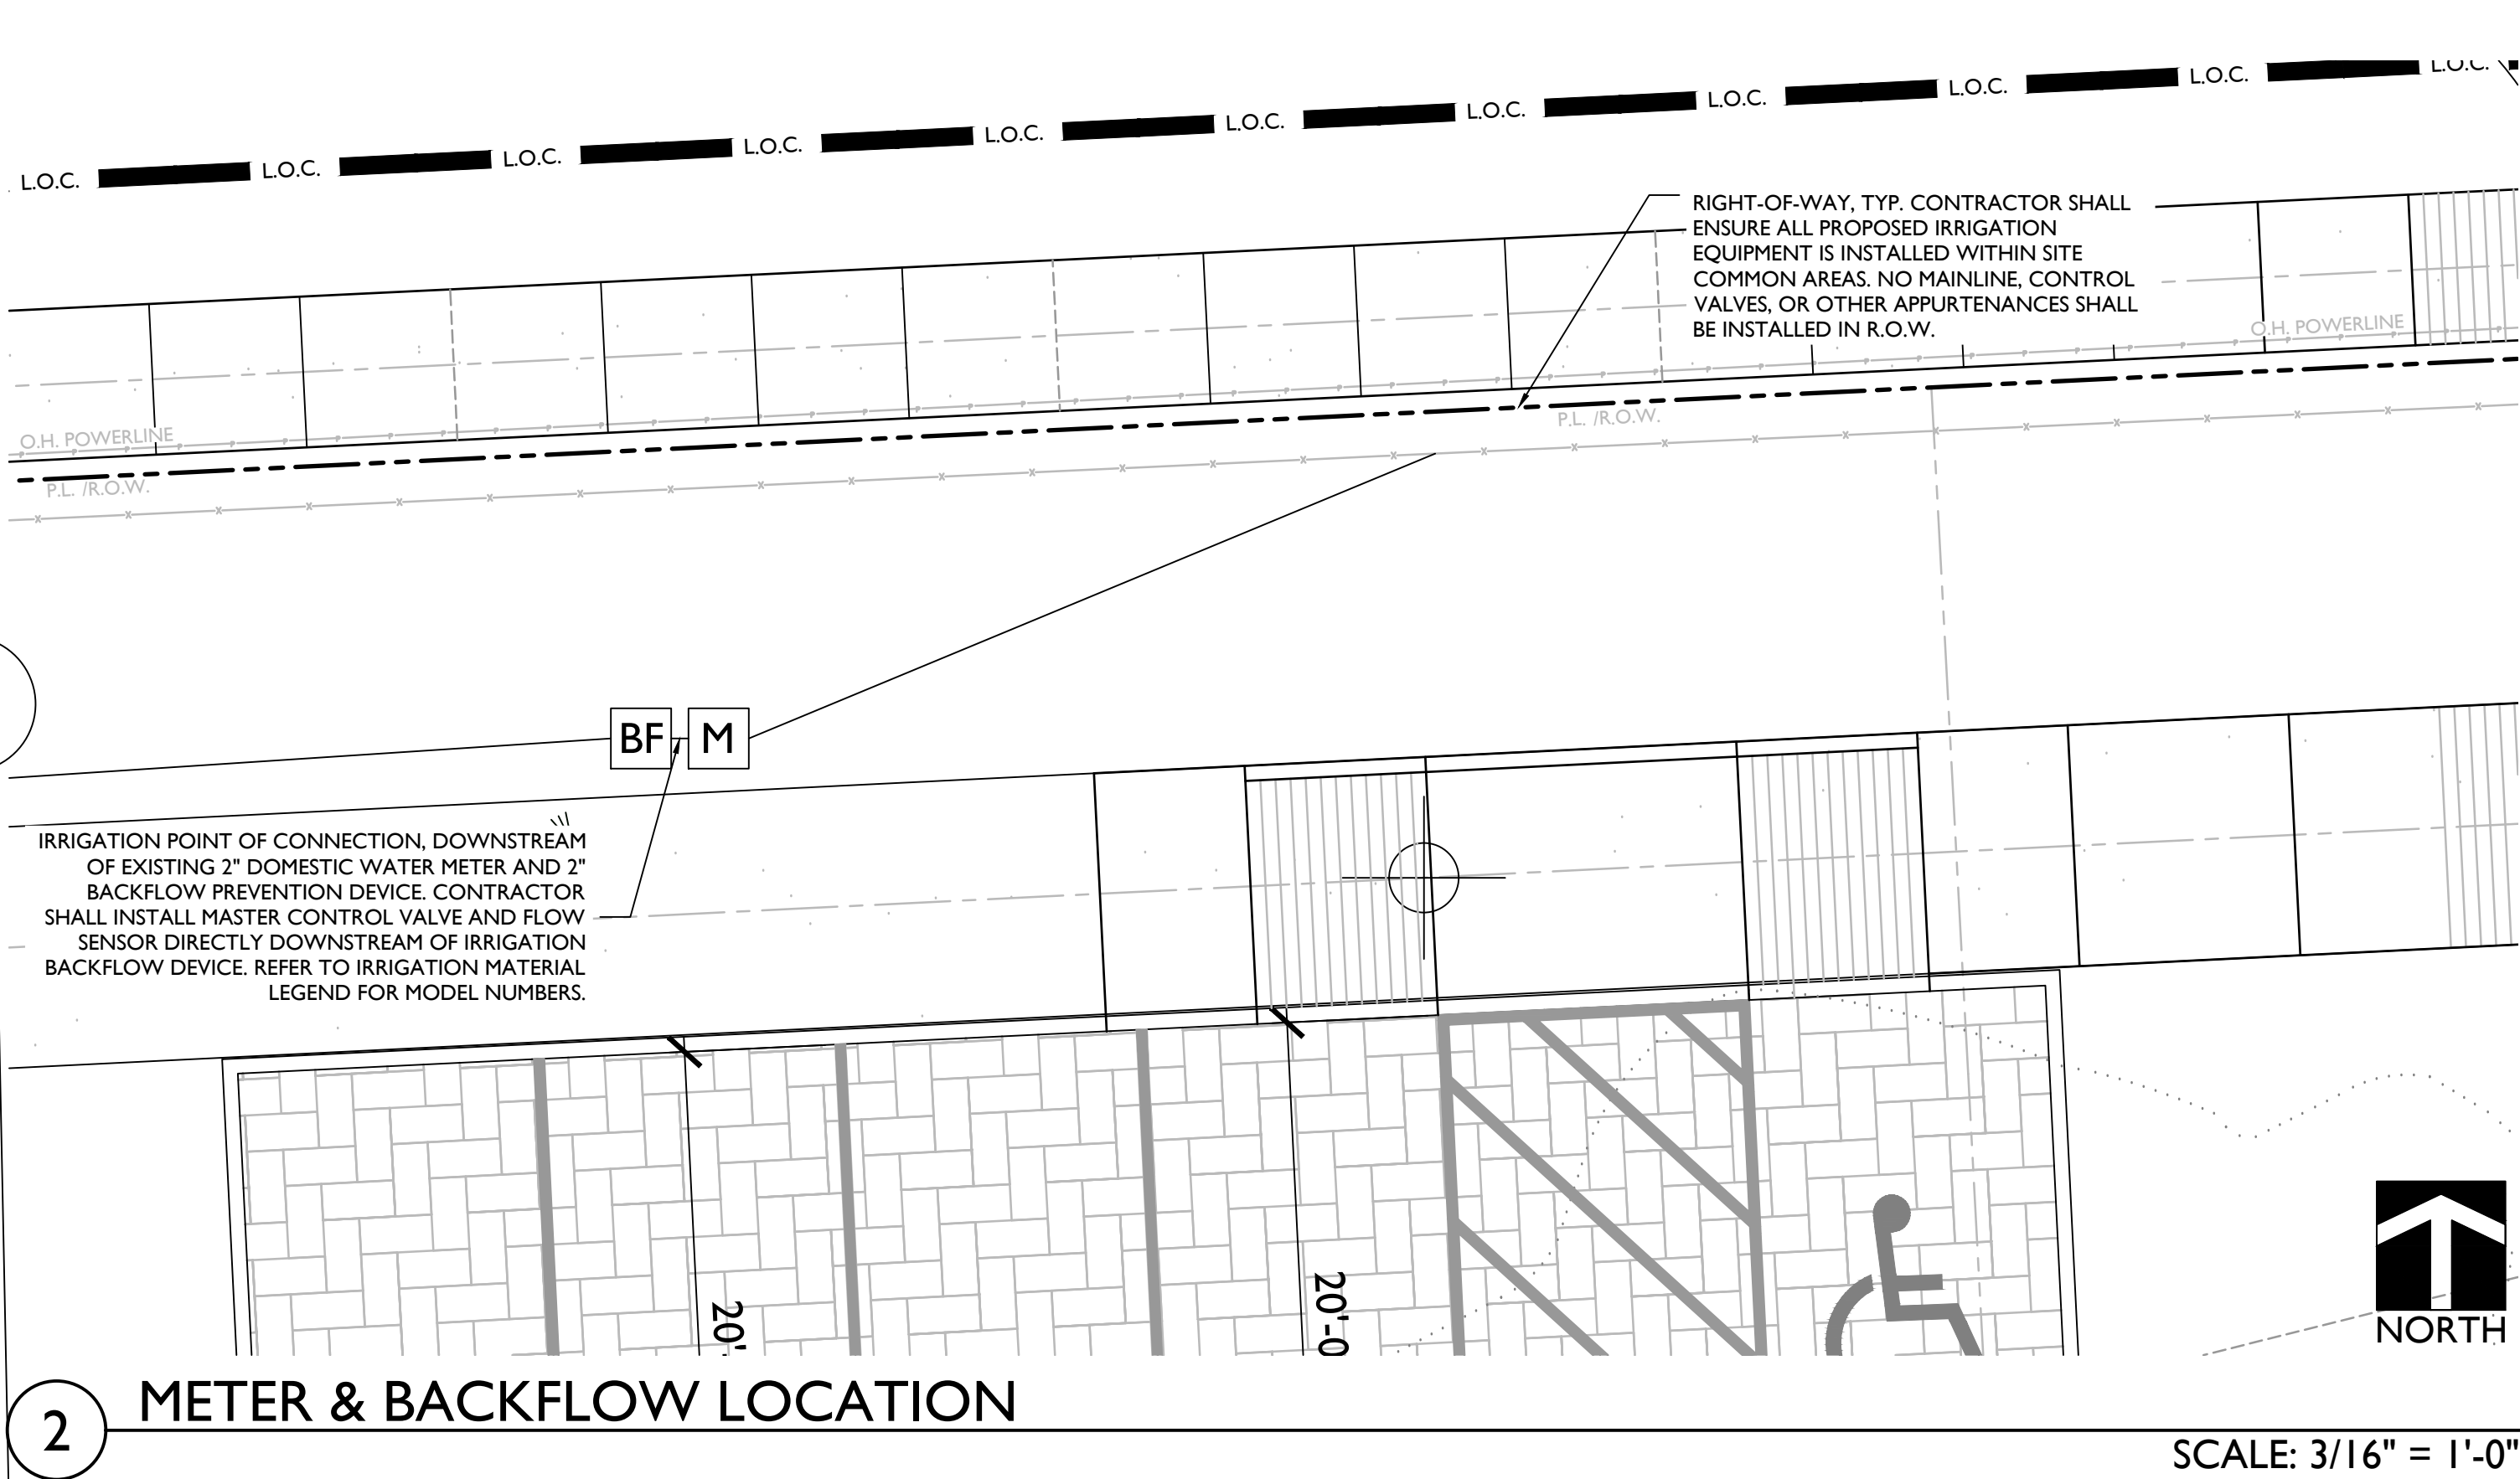 L.O.C.
L.O.C.
L.O.C.
L.O.C.
L.O.C.
L.O.C.
L.O.C.
L.O.C.
L.O.C.
L.O.C.
L.O.C.
RIGHT-OF-WAY, TYP. CONTRACTOR SHALL
ENSURE ALL PROPOSED IRRIGATION
EQUIPMENT IS INSTALLED WITHIN SITE
COMMON AREAS. NO MAINLINE, CONTROL
VALVES, OR OTHER APPURTENANCES SHALL
BE INSTALLED IN R.O.W.
O.H. POWERLINE
O.H. POWERLINE
P.L. /R.O.W.
P.L. /R.O.W.
BF M
IRRIGATION POINT OF CONNECTION, DOWNSTREAM
OF EXISTING 2" DOMESTIC WATER METER AND 2"
BACKFLOW PREVENTION DEVICE. CONTRACTOR
SHALL INSTALL MASTER CONTROL VALVE AND FLOW
SENSOR DIRECTLY DOWNSTREAM OF IRRIGATION
BACKFLOW DEVICE. REFER TO IRRIGATION MATERIAL
LEGEND FOR MODEL NUMBERS.
20'-
20'-0
NORTH
2
METER & BACKFLOW LOCATION
SCALE: 3/16" = 1'-0"